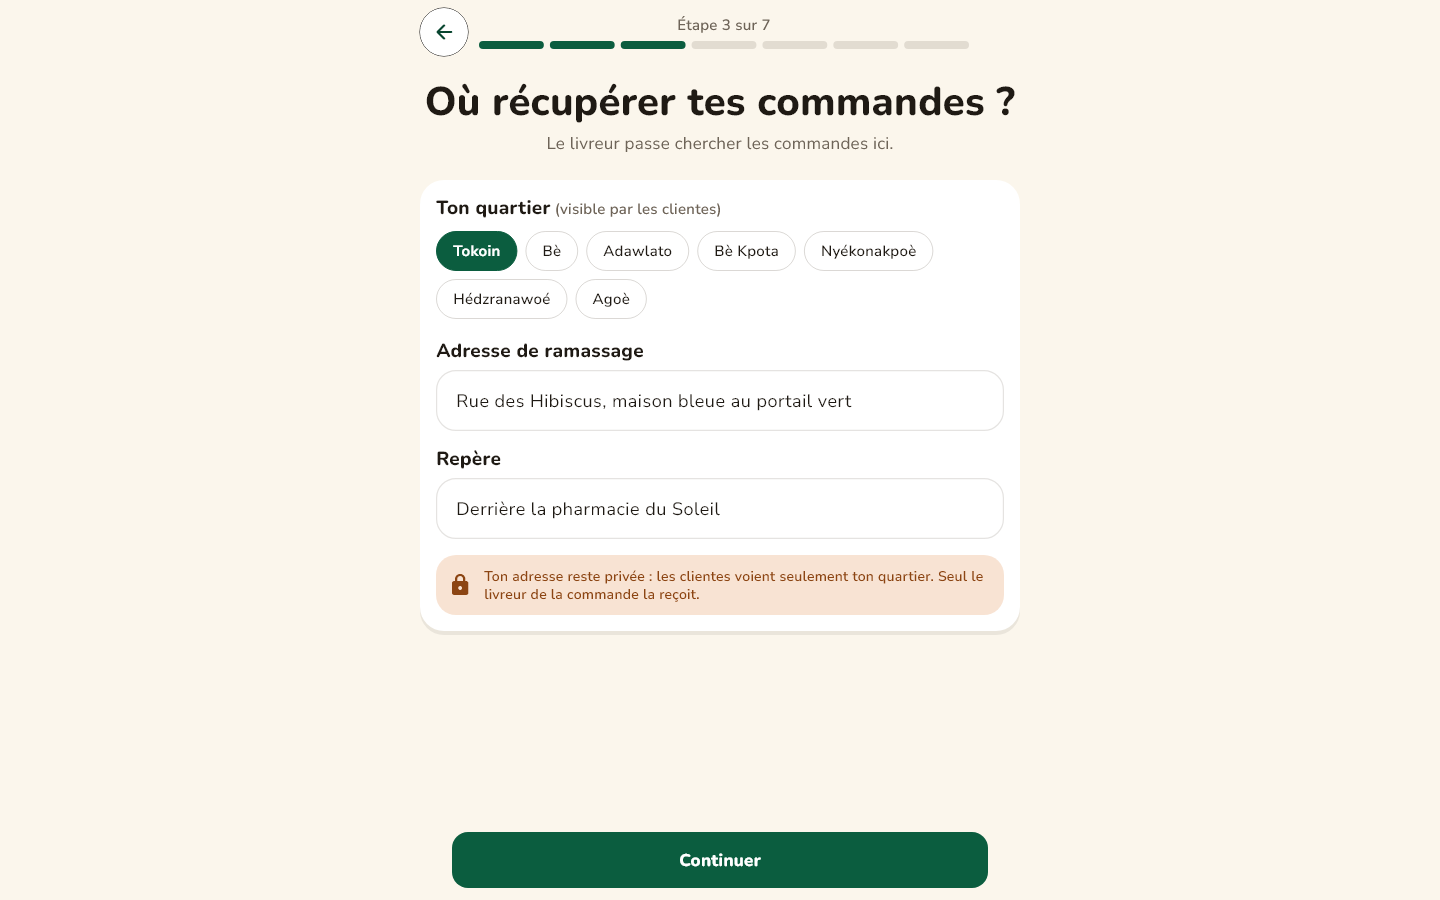 Étape 3 sur 7
Où récupérer tes commandes ?
Le livreur passe chercher les commandes ici.
Ton quartier (visible par les clientes)
Tokoin Bè Adawlato Bè Kpota Nyékonakpoè
Hédzranawoé Agoè
Adresse de ramassage
Rue des Hibiscus, maison bleue au portail vert
Repère
Derrière la pharmacie du Soleil
Ton adresse reste privée : les clientes voient seulement ton quartier. Seul le
livreur de la commande la reçoit.
Continuer